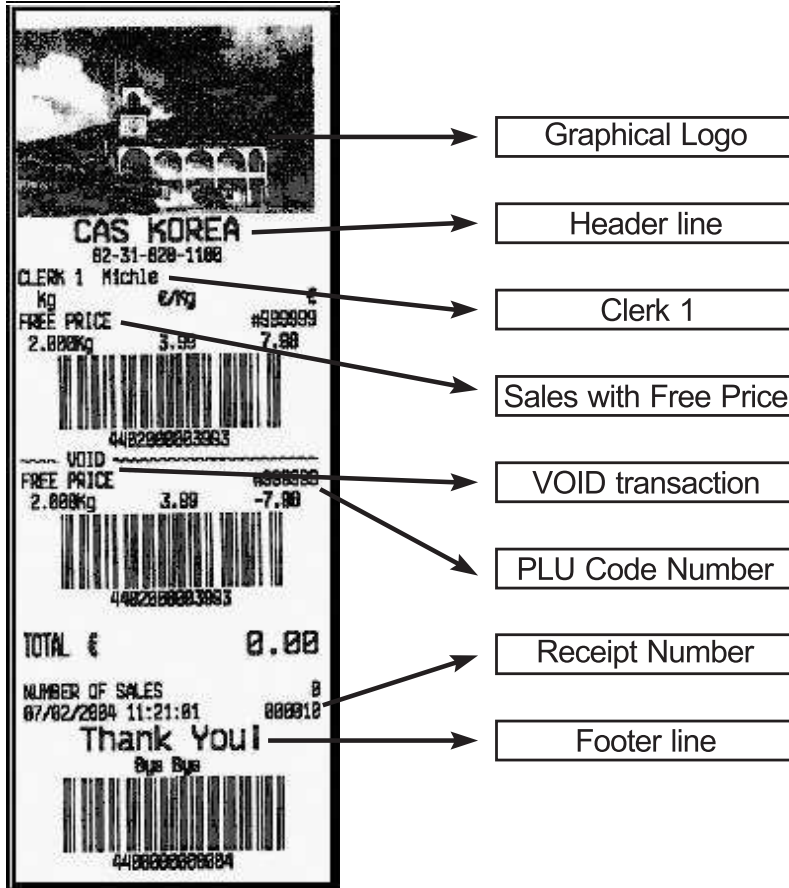 CAS KOREA
82-31-820-1100
CLERK 1 Michle
Kg €/Kg €
FREE PRICE #999999
2.000Kg 3.99 7.98
4402000003993
VOID
FREE PRICE #999999
2.000Kg 3.99 -7.98
4402000003993
TOTAL € 0.00
NUMBER OF SALES 0
07/02/2004 11:21:01 000010
Thank You!
Bye Bye
Graphical Logo
Header line
Clerk 1
Sales with Free Price
VOID transaction
PLU Code Number
Receipt Number
Footer line